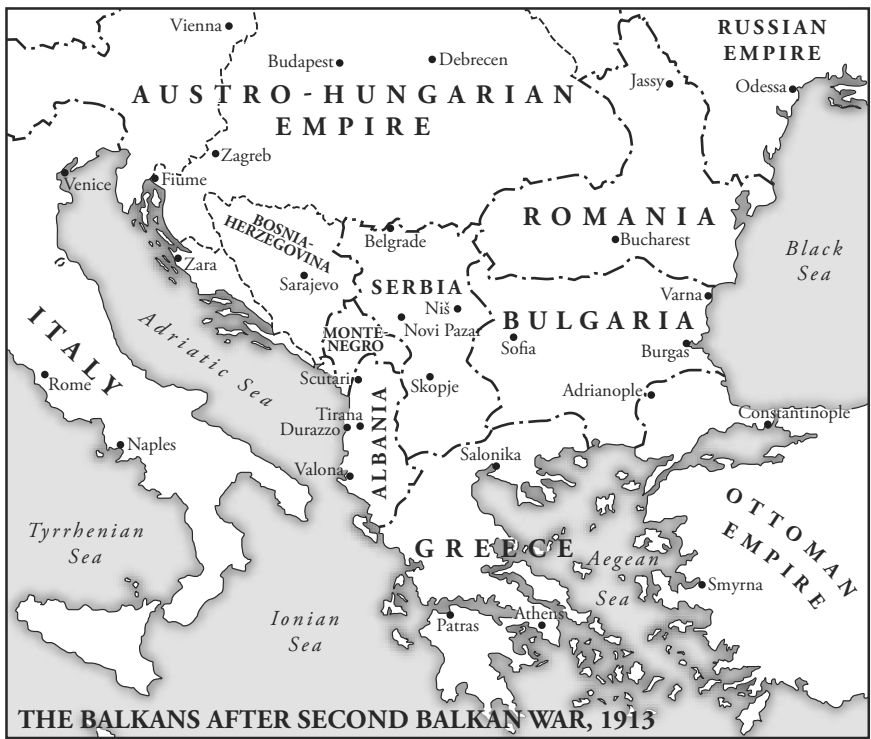 RUSSIAN
EMPIRE
Vienna
Budapest
Debrecen
Jassy
Odessa
AUSTRO-HUNGARIAN
EMPIRE
Zagreb
Venice
Fiume
BOSNIA-
HERZEGOVINA
Belgrade
ROMANIA
Bucharest
Black
Sea
Zara
Sarajevo
SERBIA
Niš
Varna
Novi Pazar
BULGARIA
Sofia
Burgas
MONTE-
NEGRO
ITALY
Adriatic Sea
Rome
Scutari
Skopje
Adrianople
Tirana
Durazzo
ALBANIA
Constantinople
Naples
Salonika
Valona
OTTOMAN
EMPIRE
Tyrrhenian
Sea
GREECE
Aegean
Sea
Smyrna
Ionian
Sea
Patras
Athens
THE BALKANS AFTER SECOND BALKAN WAR, 1913